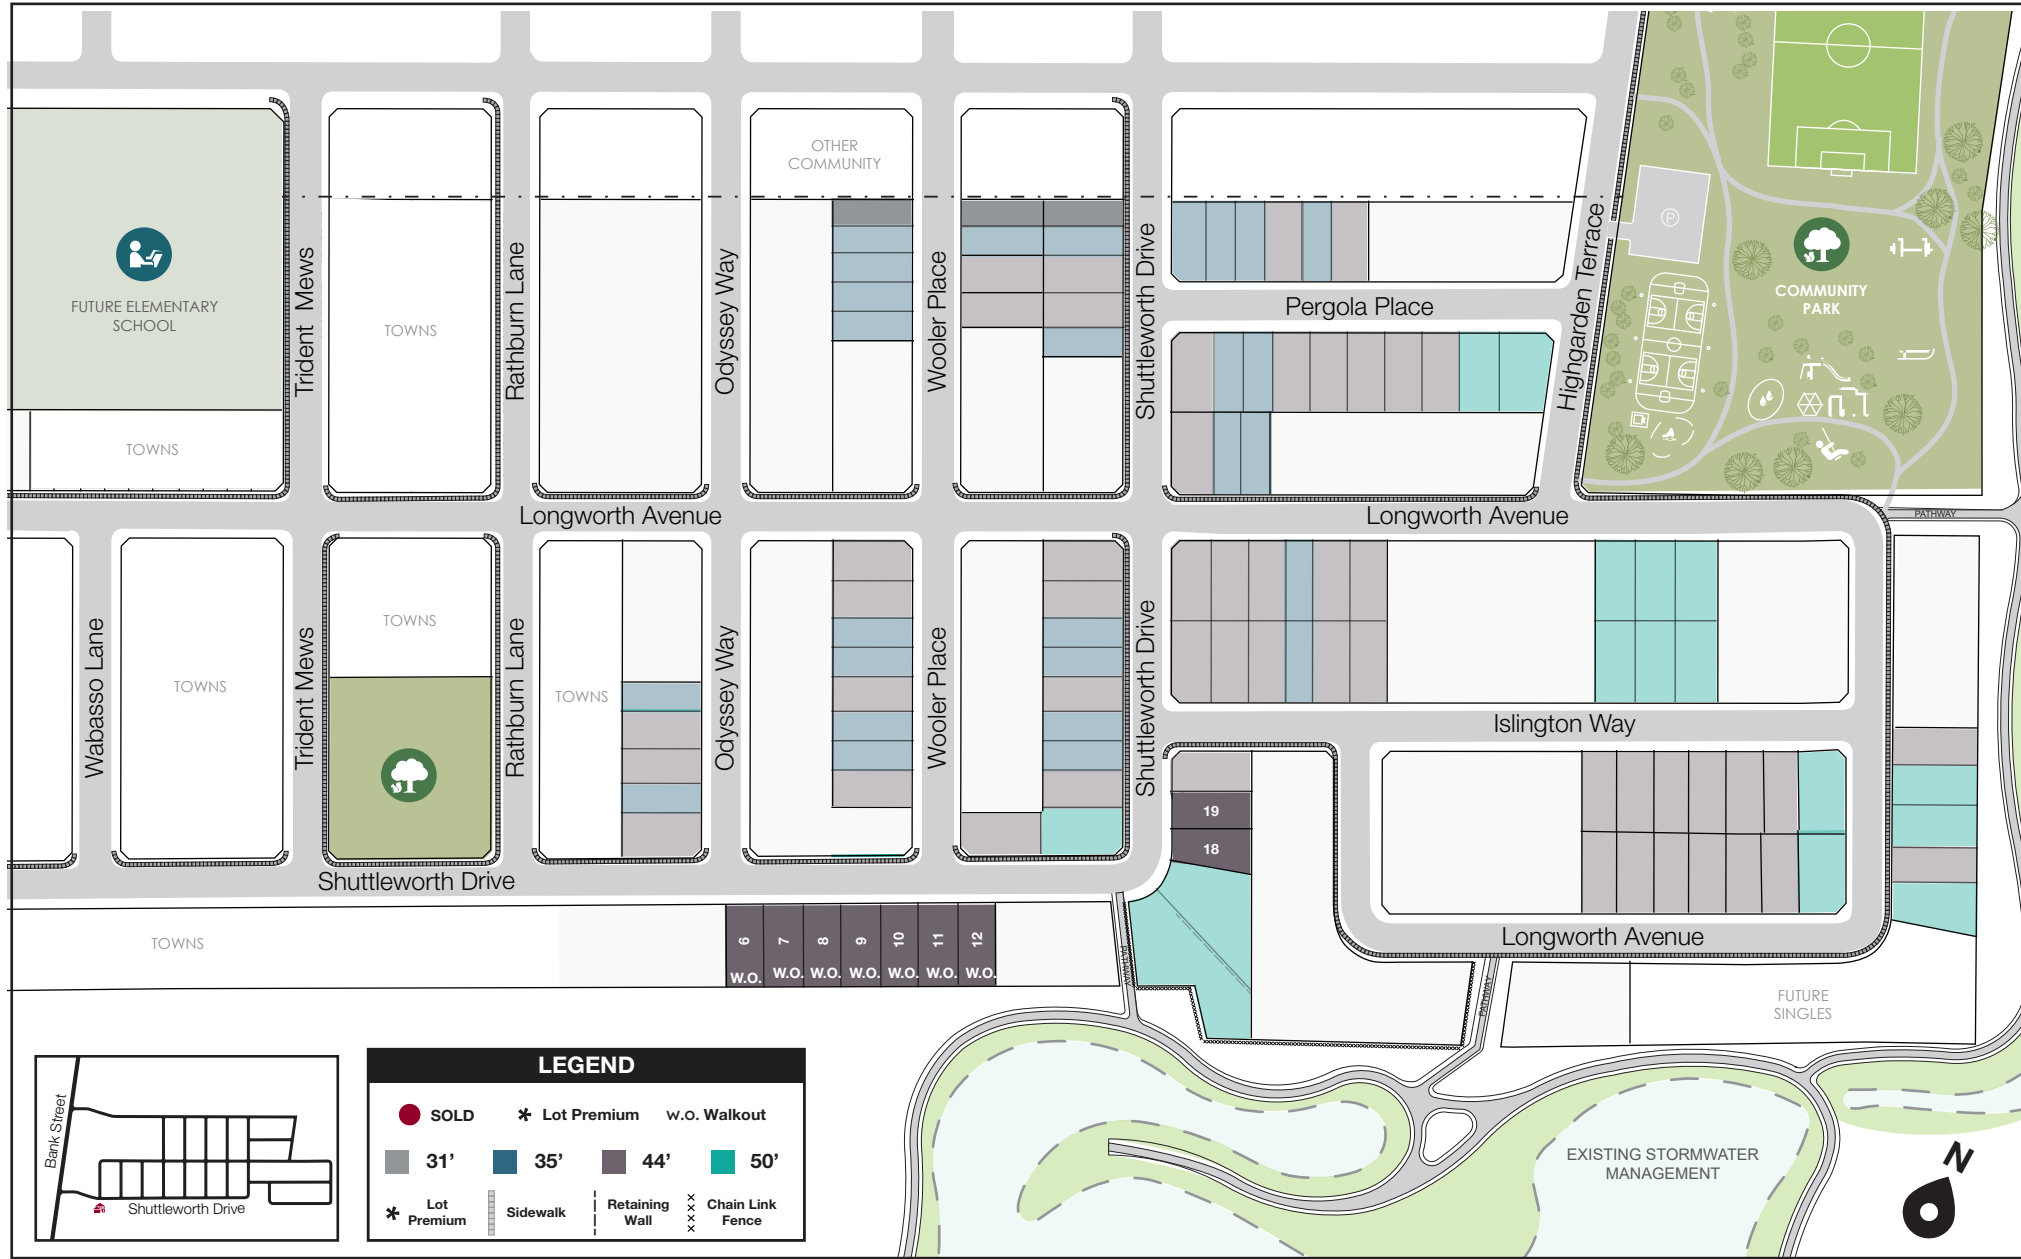 OTHER
COMMUNITY
P
FUTURE ELEMENTARY
SCHOOL
COMMUNITY
PARK
Trident Mews
Rathburn Lane
Odyssey Way
Wooler Place
Shuttleworth Drive
Highgarden Terrace
Pergola Place
TOWNS
TOWNS
Longworth Avenue
Longworth Avenue
PATHWAY
TOWNS
TOWNS
TOWNS
Wabasso Lane
Trident Mews
Rathburn Lane
Odyssey Way
Wooler Place
Shuttleworth Drive
Islington Way
19
18
Shuttleworth Drive
Longworth Avenue
TOWNS
6
7
8
9
10
11
12
W.O.
W.O.
W.O.
W.O.
W.O.
W.O.
W.O.
PATHWAY
PATHWAY
FUTURE
SINGLES
EXISTING STORMWATER
MANAGEMENT
Bank Street
Shuttleworth Drive
LEGEND
SOLD
* Lot Premium
W.O. Walkout
31'
35'
44'
50'
* Lot
Premium
Sidewalk
Retaining
Wall
Chain Link
Fence
N